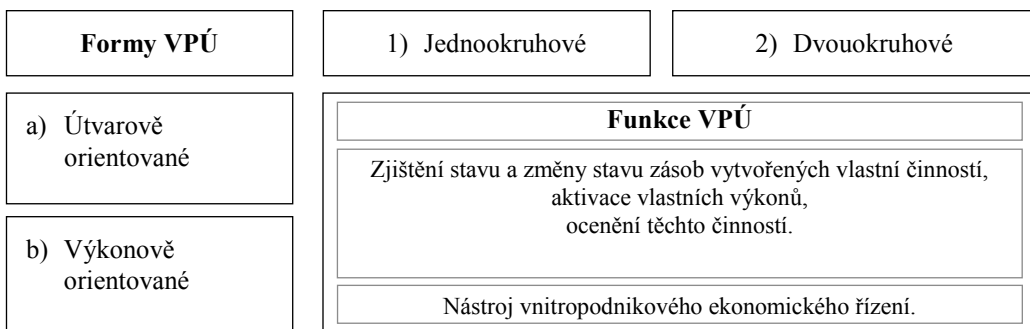 Formy VPÚ
1) Jednookruhové
2) Dvouokruhové
a) Útvarově
orientované
b) Výkonově
orientované
Funkce VPÚ
Zjištění stavu a změny stavu zásob vytvořených vlastní činností,
aktivace vlastních výkonů,
ocenění těchto činností.
Nástroj vnitropodnikového ekonomického řízení.